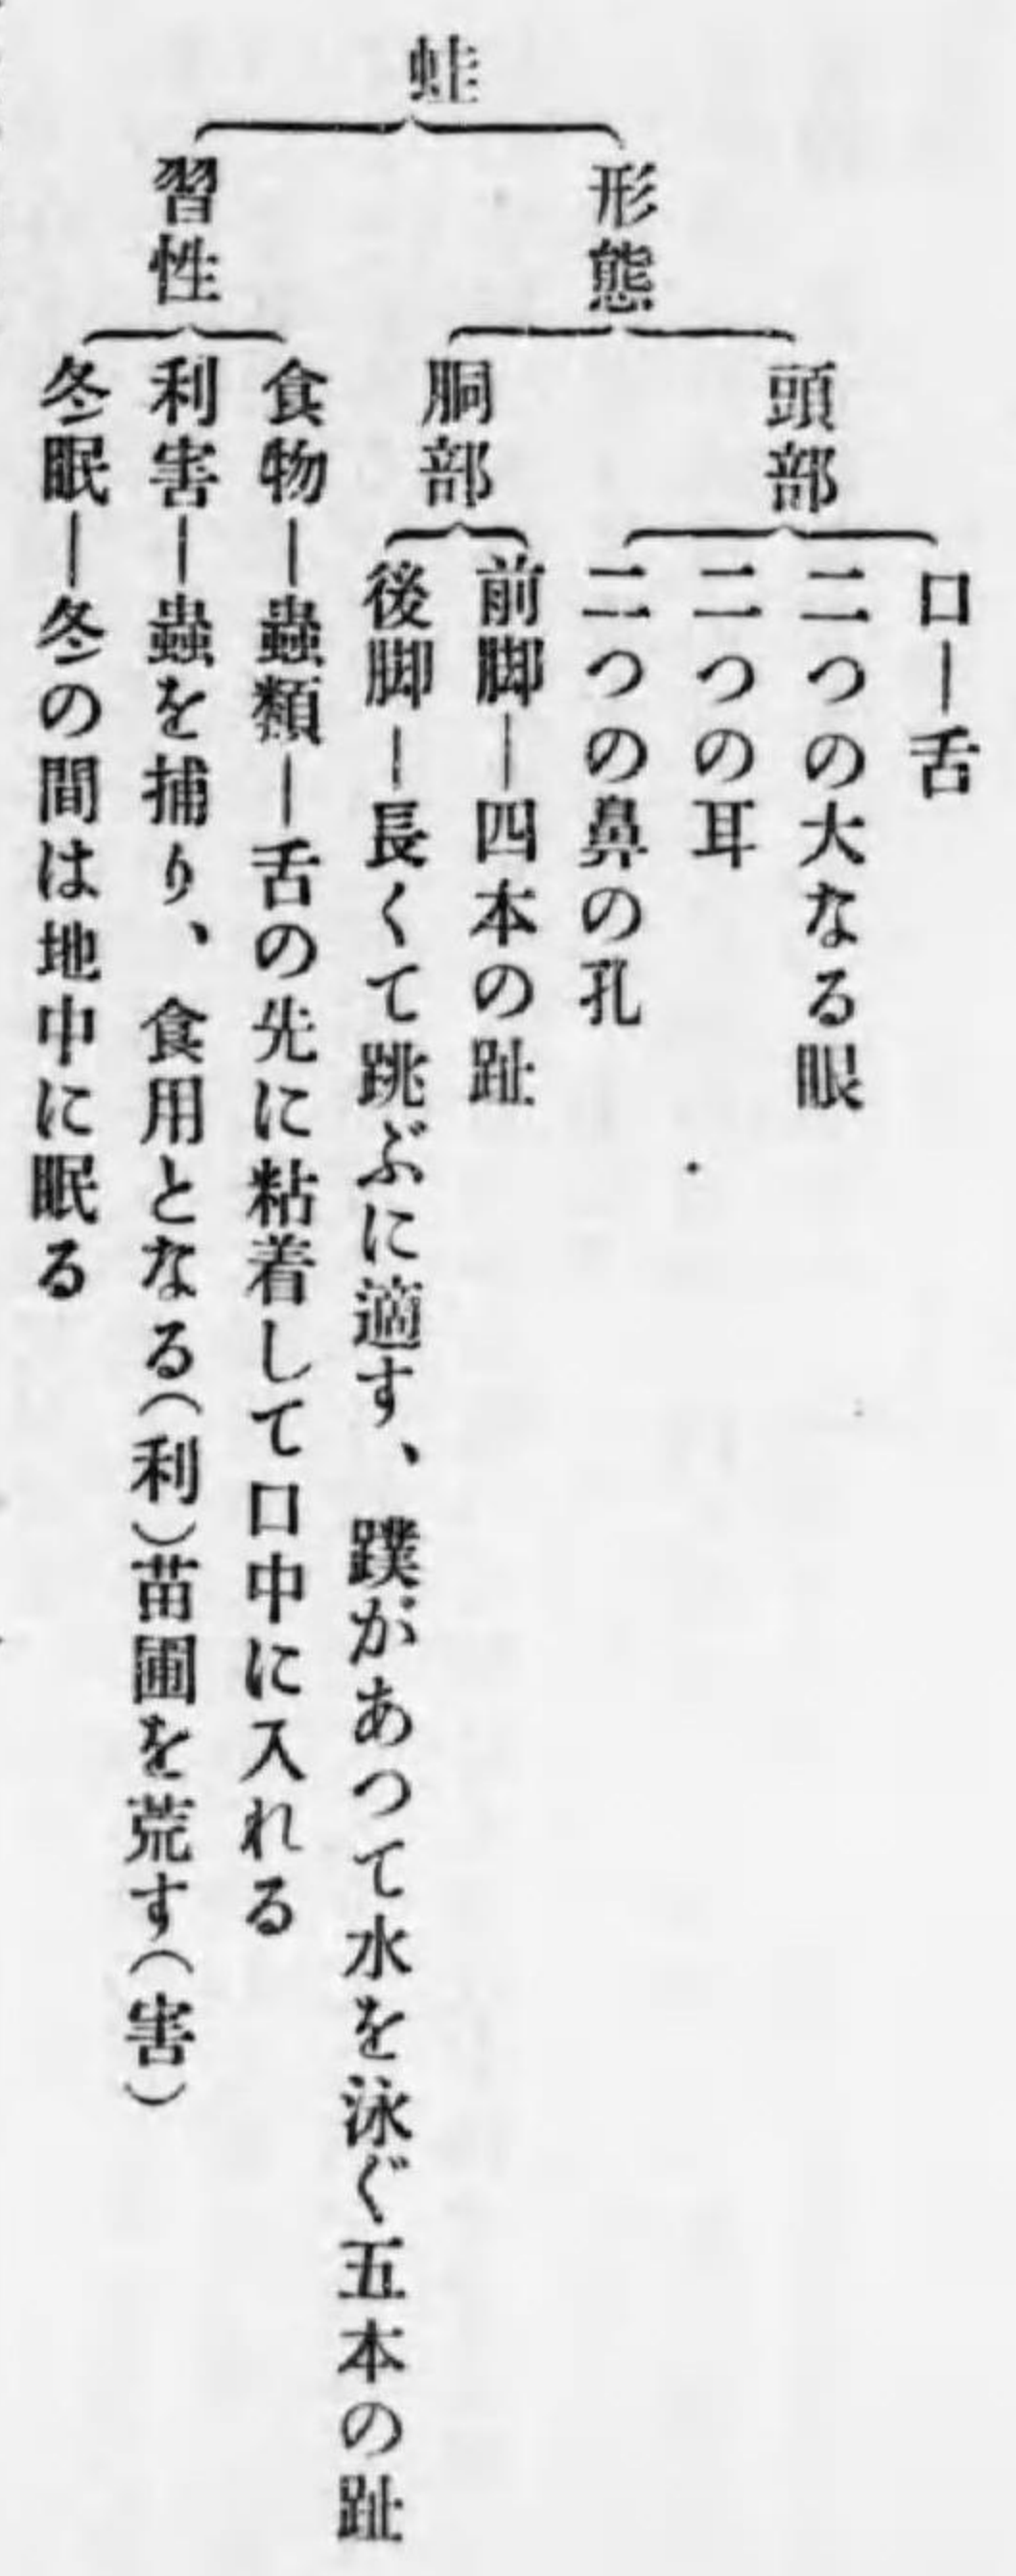 蛙
形態
頭部
口―舌
二つの大なる眼
二つの耳
二つの鼻の孔
胴部
前脚―四本の趾
後脚―長くて跳ぶに適す、蹼があつて水を泳ぐ五本の趾
習性
食物―蟲類―舌の先に粘着して口中に入れる
利害―蟲を捕り、食用となる(利)苗圃を荒す(害)
冬眠―冬の間は地中に眠る